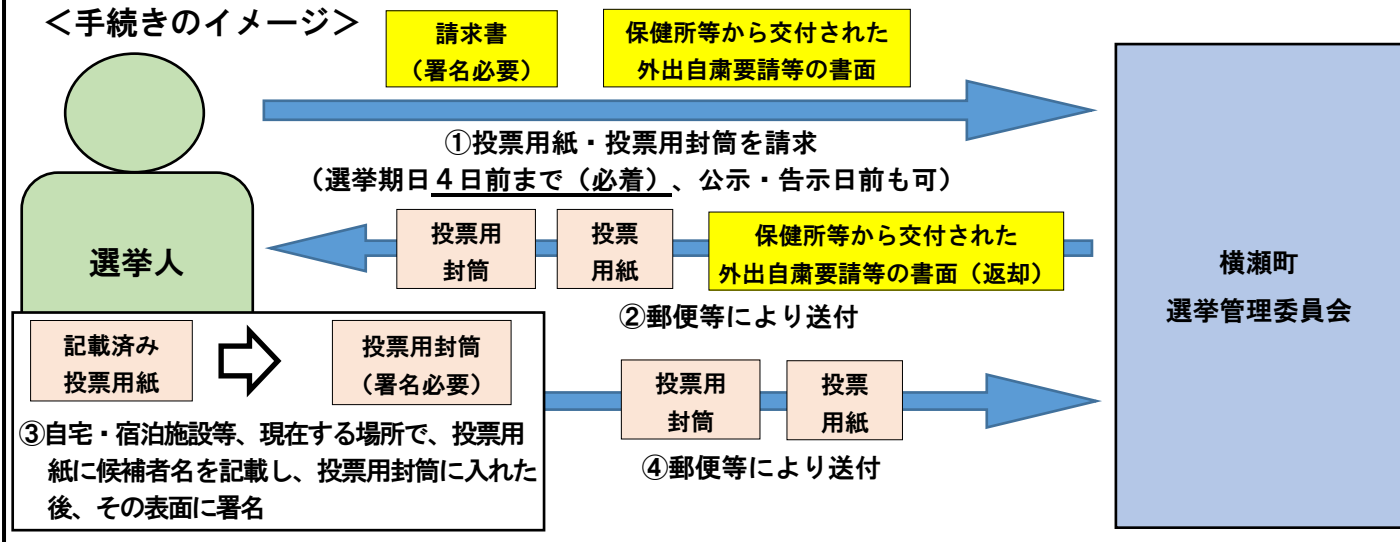 <手続きのイメージ>
請求書
（署名必要）
保健所等から交付された
外出自粛要請等の書面
①投票用紙・投票用封筒を請求
（選挙期日４日前まで（必着）、公示・告示日前も可）
選挙人
投票用
封筒
投票
用紙
保健所等から交付された
外出自粛要請等の書面（返却）
②郵便等により送付
横瀬町
選挙管理委員会
記載済み
投票用紙
投票用封筒
（署名必要）
③自宅・宿泊施設等、現在する場所で、投票用
紙に候補者名を記載し、投票用封筒に入れた
後、その表面に署名
投票用
封筒
投票
用紙
④郵便等により送付